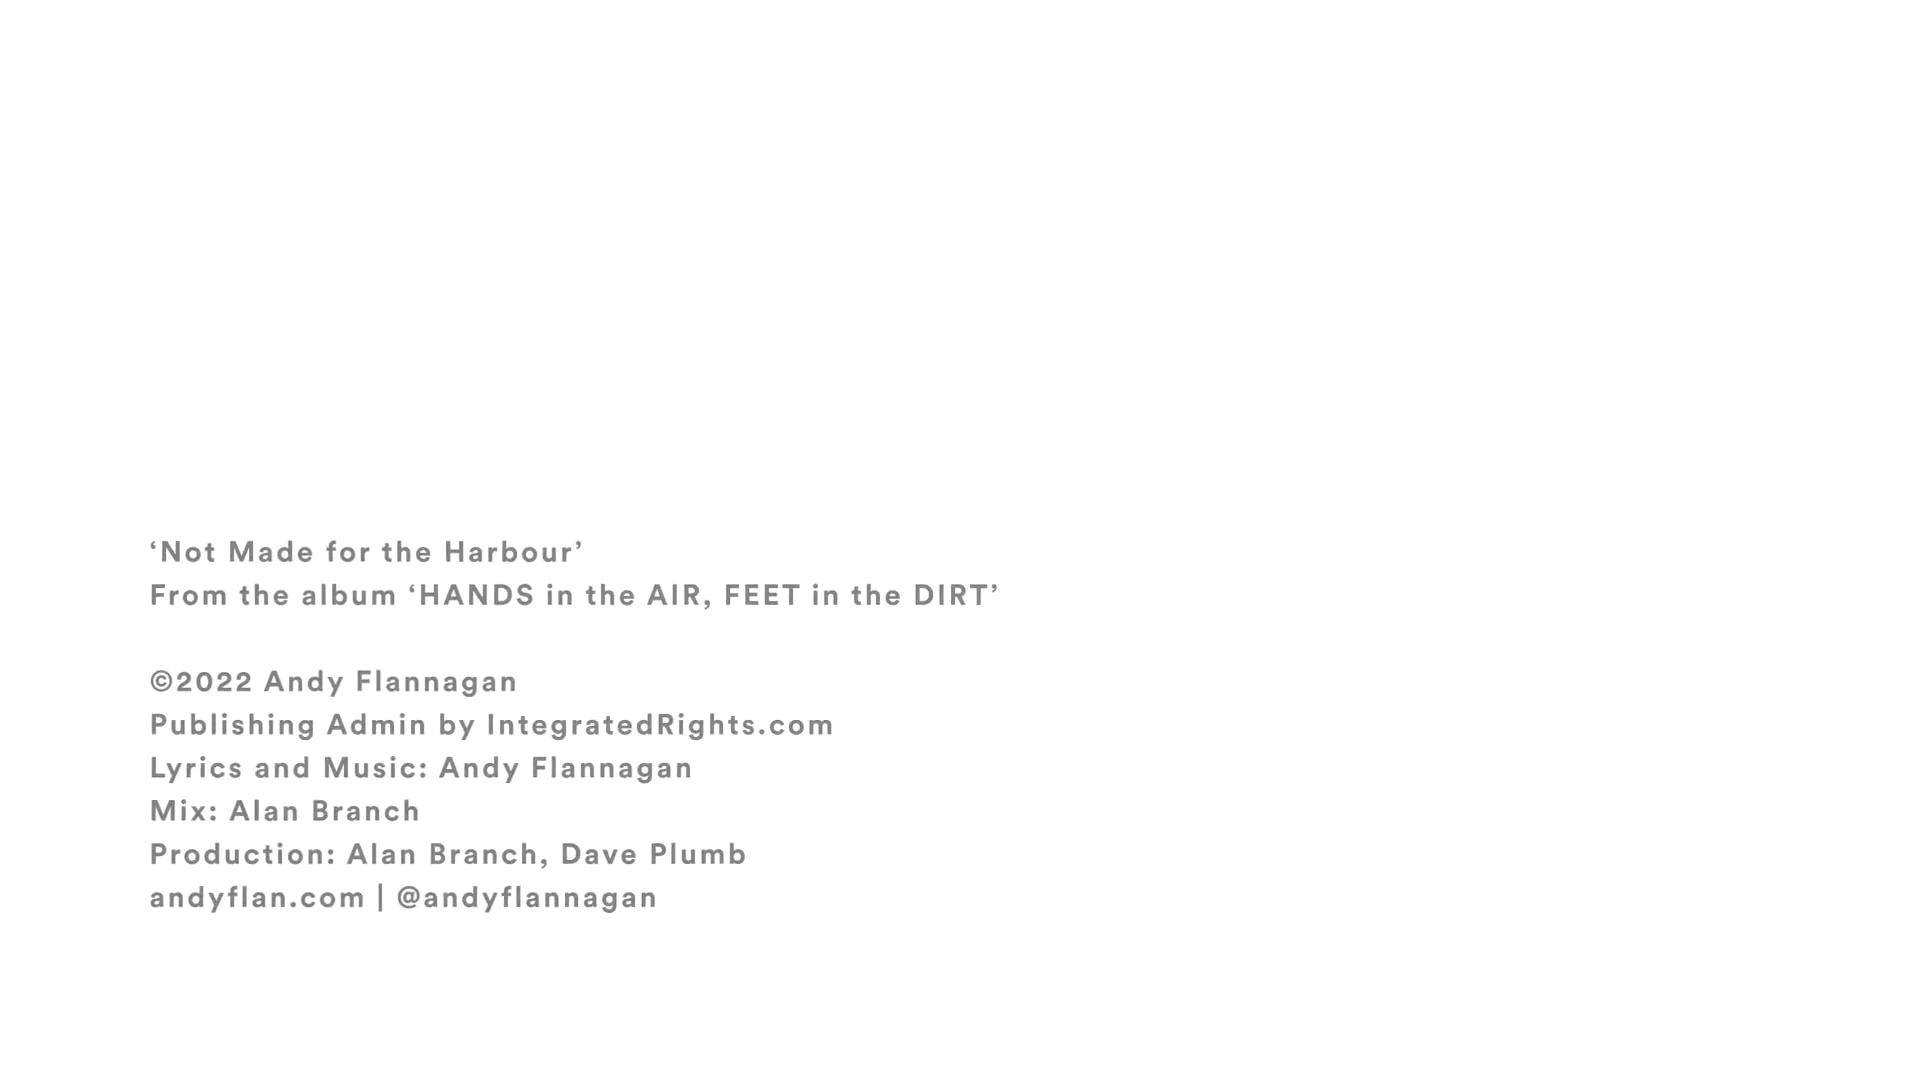 ‘Not Made for the Harbour’
From the album ‘HANDS in the AIR, FEET in the DIRT’
©2022 Andy Flannagan
Publishing Admin by IntegratedRights.com
Lyrics and Music: Andy Flannagan
Mix: Alan Branch
Production: Alan Branch, Dave Plumb
andyflan.com | @andyflannagan